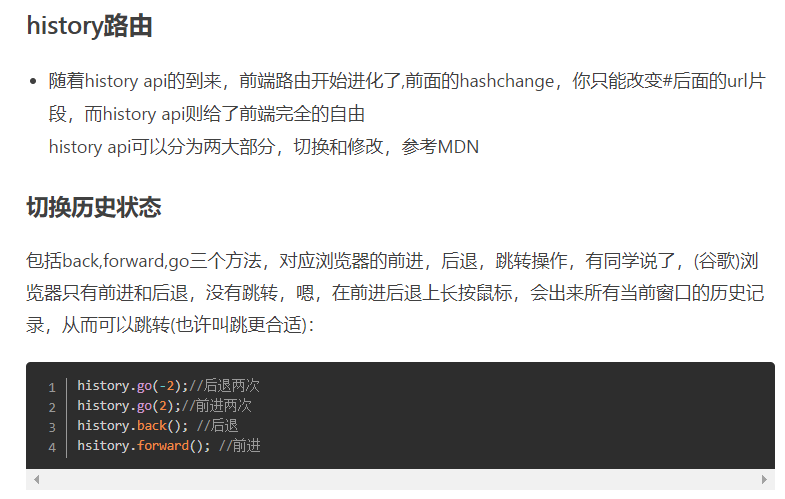 history路由
随着history api的到来，前端路由开始进化了,前面的hashchange，你只能改变#后面的url片
段，而history api则给了前端完全的自由
history api可以分为两大部分，切换和修改，参考MDN
切换历史状态
包括back,forward,go三个方法，对应浏览器的前进，后退，跳转操作，有同学说了，(谷歌)浏
览器只有前进和后退，没有跳转，嗯，在前进后退上长按鼠标，会出来所有当前窗口的历史记
录，从而可以跳转(也许叫跳更合适)：
1 history.go(-2);//后退两次
2 history.go(2);//前进两次
3 history.back(); //后退
4 hsitory.forward(); //前进